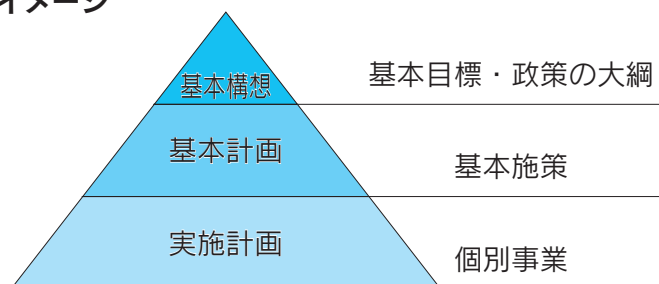 イメージ
基本構想
基本目標・政策の大綱
基本計画
基本施策
実施計画
個別事業